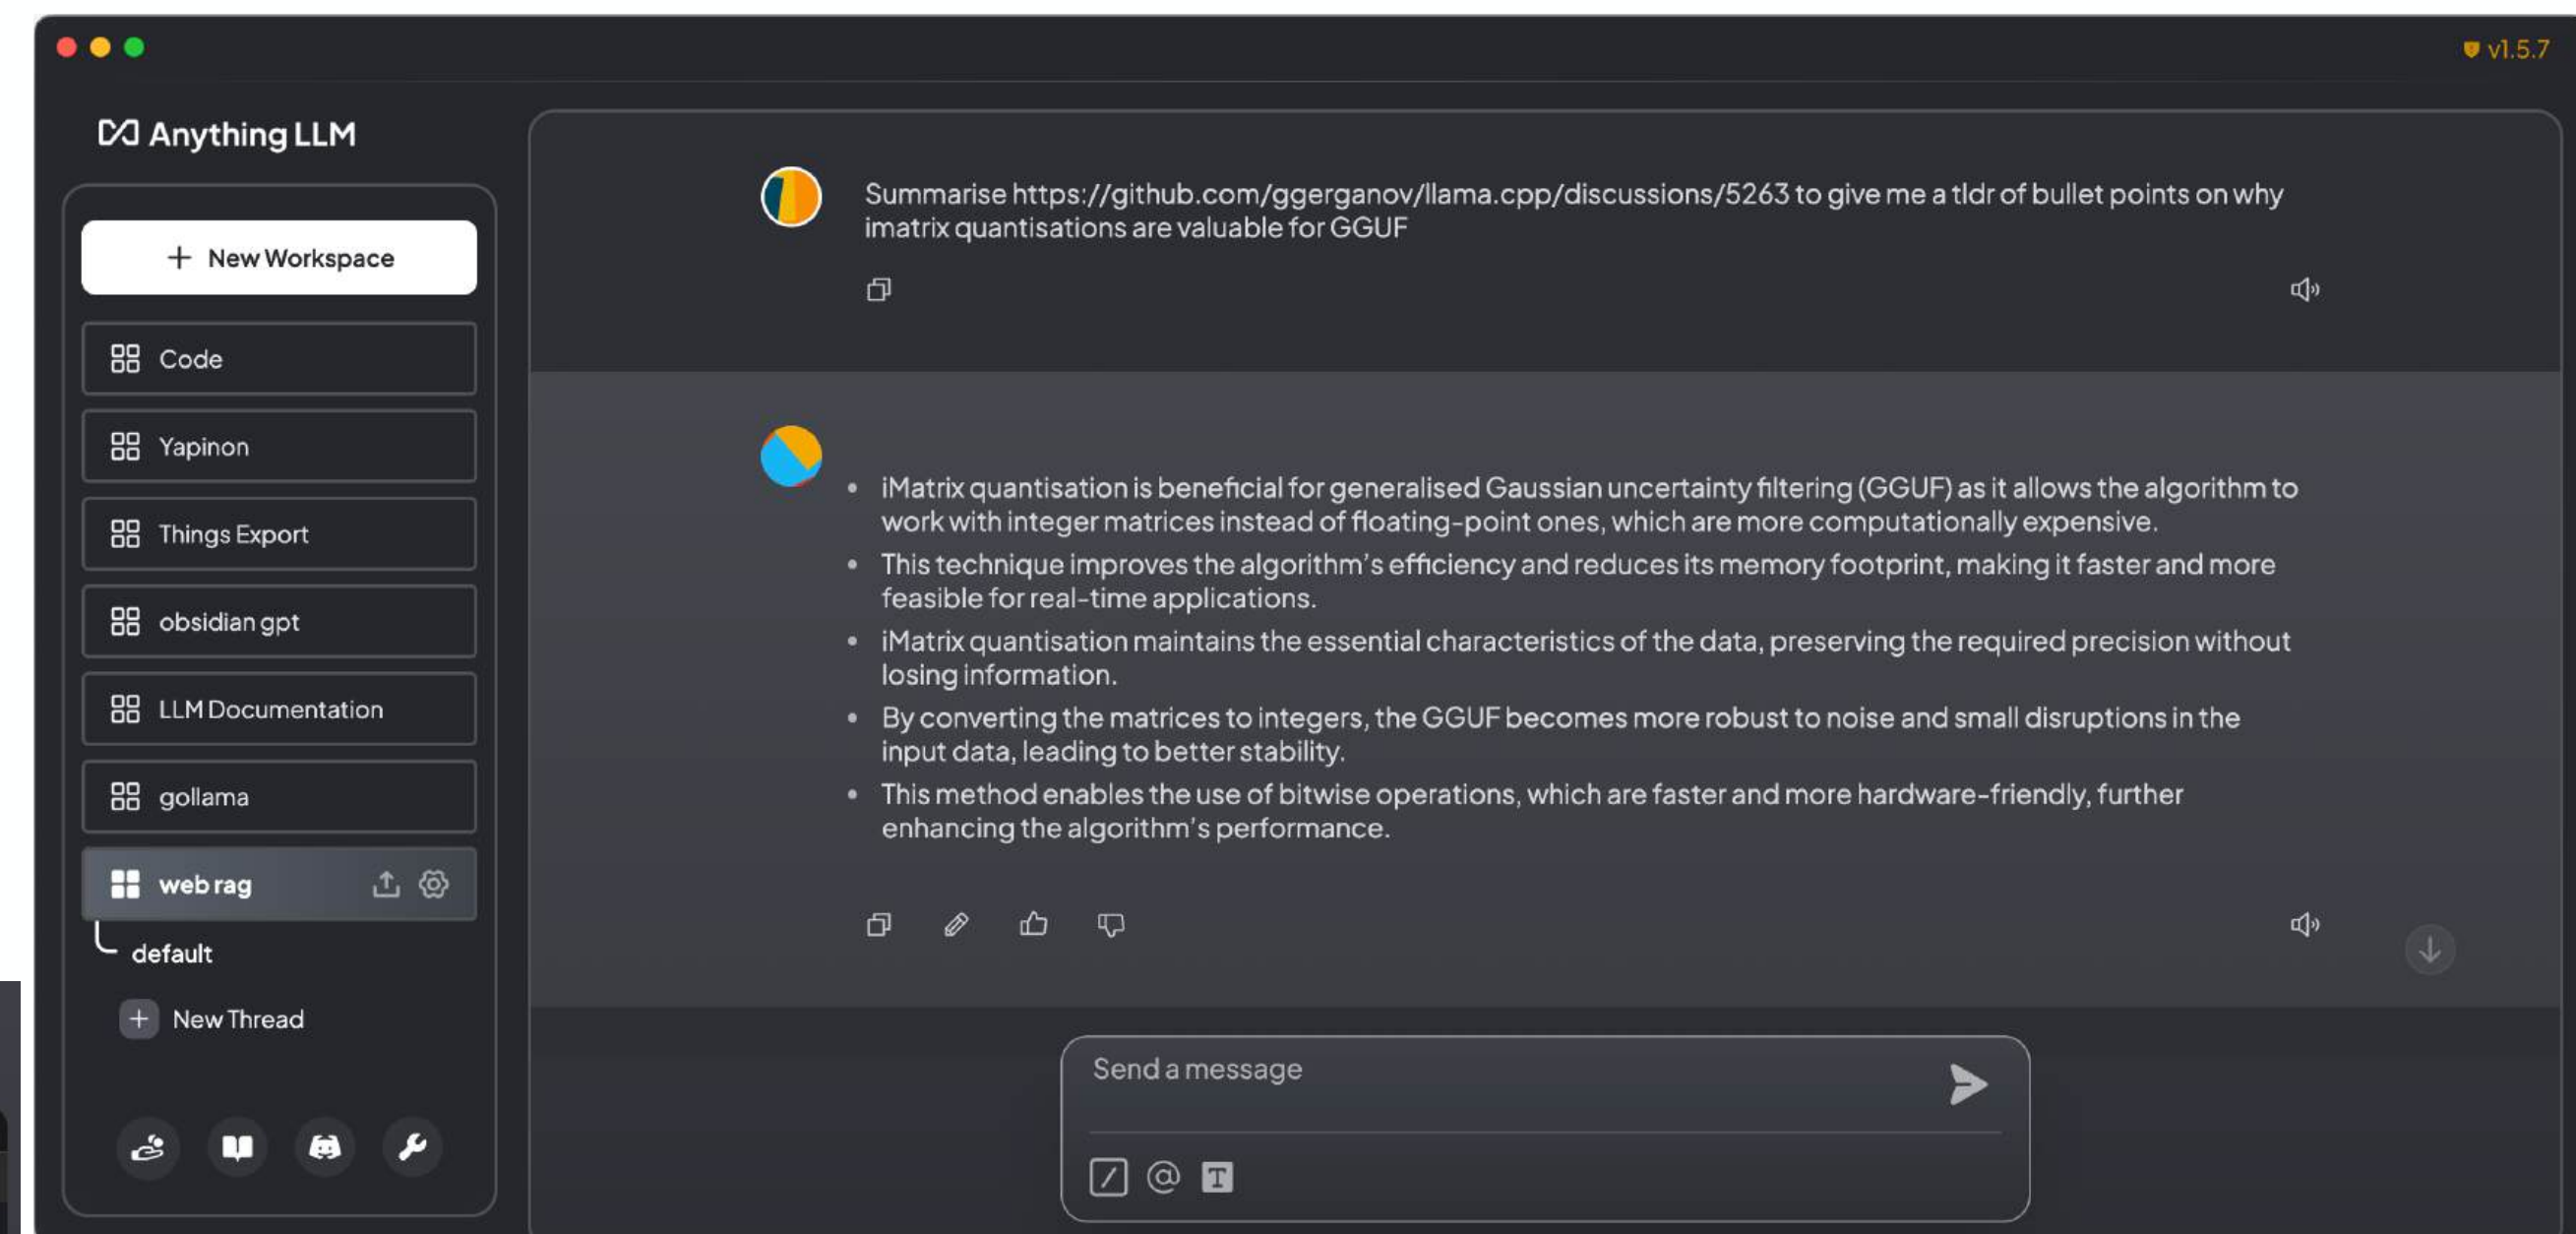 v1.5.7
Anything LLM
+ New Workspace
Code
Yapinon
Things Export
obsidian gpt
LLM Documentation
gollama
web rag
default
+ New Thread
Summarise https://github.com/ggerganov/llama.cpp/discussions/5263 to give me a tldr of bullet points on why
imatrix quantisations are valuable for GGUF
• iMatrix quantisation is beneficial for generalised Gaussian uncertainty filtering (GGUF) as it allows the algorithm to
work with integer matrices instead of floating-point ones, which are more computationally expensive.
• This technique improves the algorithm's efficiency and reduces its memory footprint, making it faster and more
feasible for real-time applications.
• iMatrix quantisation maintains the essential characteristics of the data, preserving the required precision without
losing information.
• By converting the matrices to integers, the GGUF becomes more robust to noise and small disruptions in the
input data, leading to better stability.
• This method enables the use of bitwise operations, which are faster and more hardware-friendly, further
enhancing the algorithm's performance.
Send a message